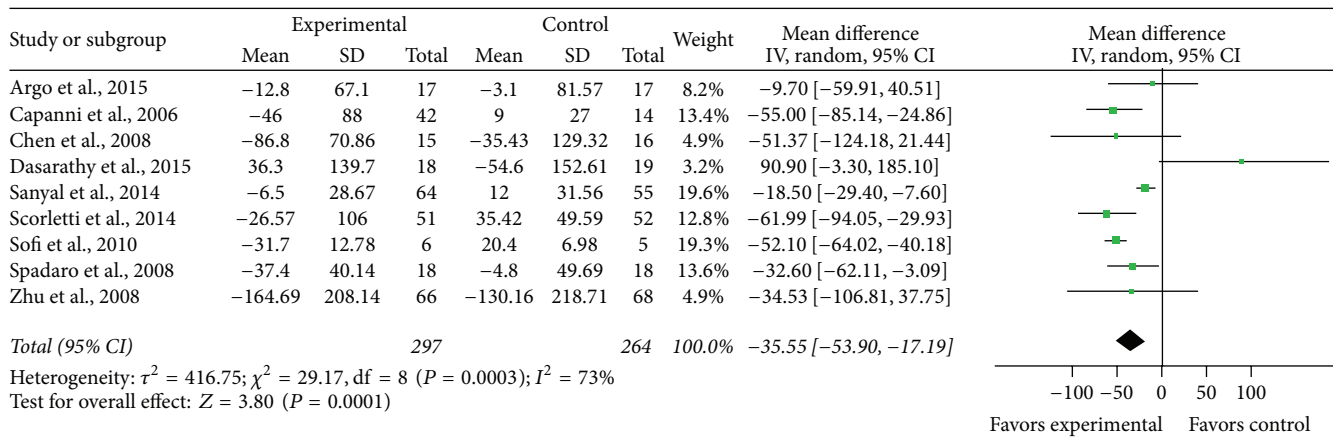 Study or subgroup Experimental Control Weight Mean difference Mean difference
Mean SD Total Mean SD Total IV, random, 95% CI IV, random, 95% CI
Argo et al., 2015 −12.8 67.1 17 −3.1 81.57 17 8.2% −9.70 [−59.91, 40.51]
Capanni et al., 2006 −46 88 42 9 27 14 13.4% −55.00 [−85.14, −24.86]
Chen et al., 2008 −86.8 70.86 15 −35.43 129.32 16 4.9% −51.37 [−124.18, 21.44]
Dasarathy et al., 2015 36.3 139.7 18 −54.6 152.61 19 3.2% 90.90 [−3.30, 185.10]
Sanyal et al., 2014 −6.5 28.67 64 12 31.56 55 19.6% −18.50 [−29.40, −7.60]
Scorletti et al., 2014 −26.57 106 51 35.42 49.59 52 12.8% −61.99 [−94.05, −29.93]
Sofi et al., 2010 −31.7 12.78 6 20.4 6.98 5 19.3% −52.10 [−64.02, −40.18]
Spadaro et al., 2008 −37.4 40.14 18 −4.8 49.69 18 13.6% −32.60 [−62.11, −3.09]
Zhu et al., 2008 −164.69 208.14 66 −130.16 218.71 68 4.9% −34.53 [−106.81, 37.75]
Total (95% CI) 297 264 100.0% −35.55 [−53.90, −17.19]
Heterogeneity: τ² = 416.75; χ² = 29.17, df = 8 (P = 0.0003); I² = 73%
Test for overall effect: Z = 3.80 (P = 0.0001)
−100 −50 0 50 100
Favors experimental Favors control